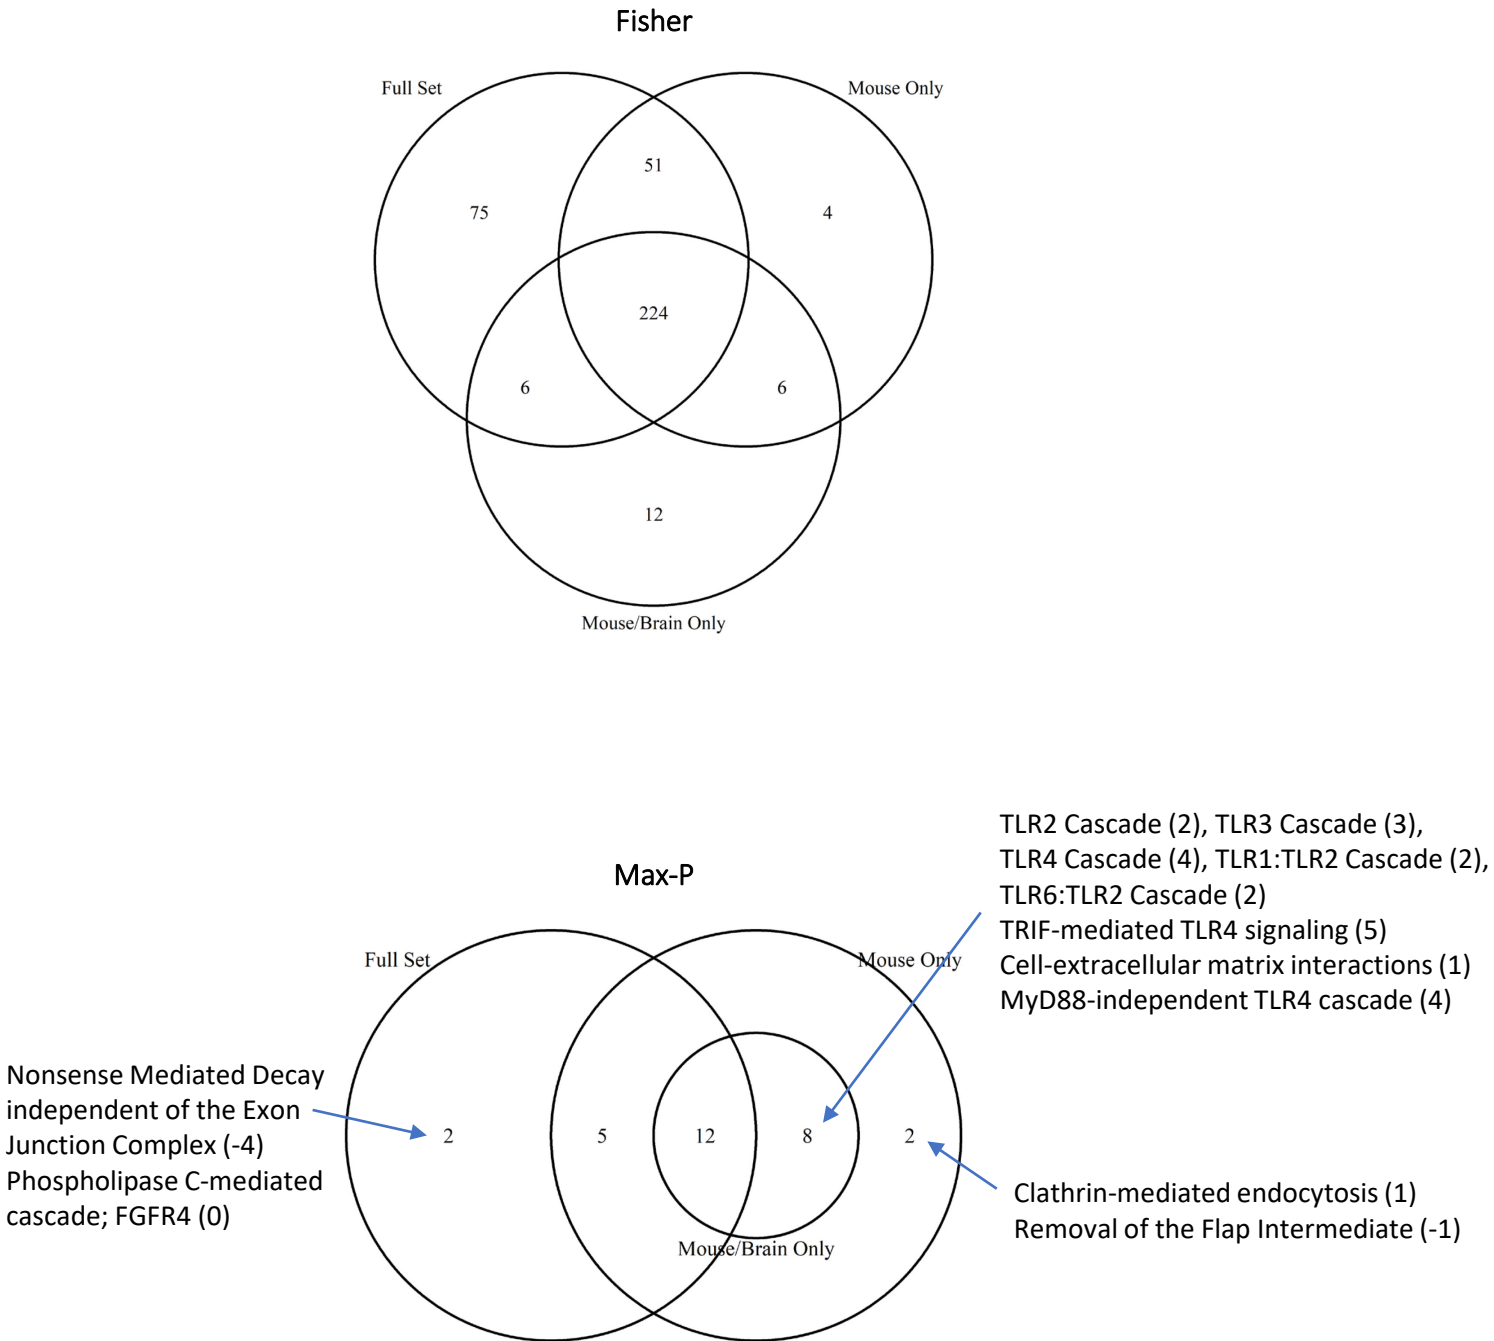 Fisher
Full Set
Mouse Only
51
75
4
224
6
6
12
Mouse/Brain Only
Max-P
TLR2 Cascade (2), TLR3 Cascade (3),
TLR4 Cascade (4), TLR1:TLR2 Cascade (2),
TLR6:TLR2 Cascade (2)
TRIF-mediated TLR4 signaling (5)
Cell-extracellular matrix interactions (1)
MyD88-independent TLR4 cascade (4)
Full Set
Mouse Only
Nonsense Mediated Decay
independent of the Exon
Junction Complex (-4)
Phospholipase C-mediated
cascade; FGFR4 (0)
2
5
12
8
2
Clathrin-mediated endocytosis (1)
Removal of the Flap Intermediate (-1)
Mouse/Brain Only